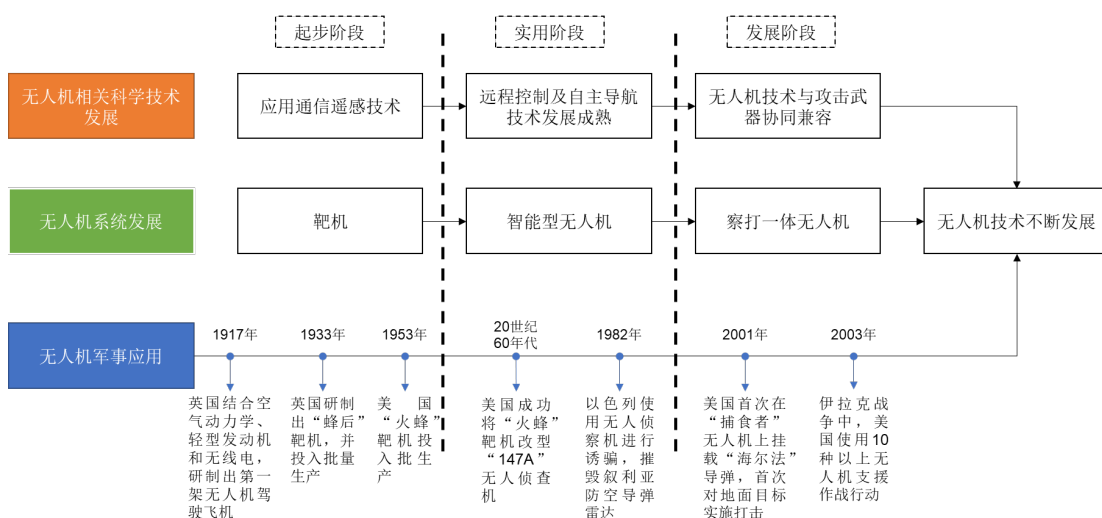 起步阶段
实用阶段
发展阶段
无人机相关科学技术
发展
应用通信遥感技术
远程控制及自主导航
技术发展成熟
无人机技术与攻击武
器协同兼容
无人机系统发展
靶机
智能型无人机
察打一体无人机
无人机技术不断发展
无人机军事应用
1917年
英国结合空
气动力学、
轻型发动机
和无线电，
研制出第一
架无人机驾
驶飞机
1933年
英国研制
出“蜂后”
靶机，并
投入批量
生产
1953年
美国
“火蜂”
靶机投
入批生
产
20世纪
60年代
美国成功
将“火蜂”
靶机改型
“147A”
无人侦查
机
1982年
以色列使
用无人侦
察机进行
诱骗，摧
毁叙利亚
防空导弹
雷达
2001年
美国首次在
“捕食者”
无人机上挂
载“海尔法”
导弹，首次
对地面目标
实施打击
2003年
伊拉克战
争中，美
国使用10
种以上无
人机支援
作战行动